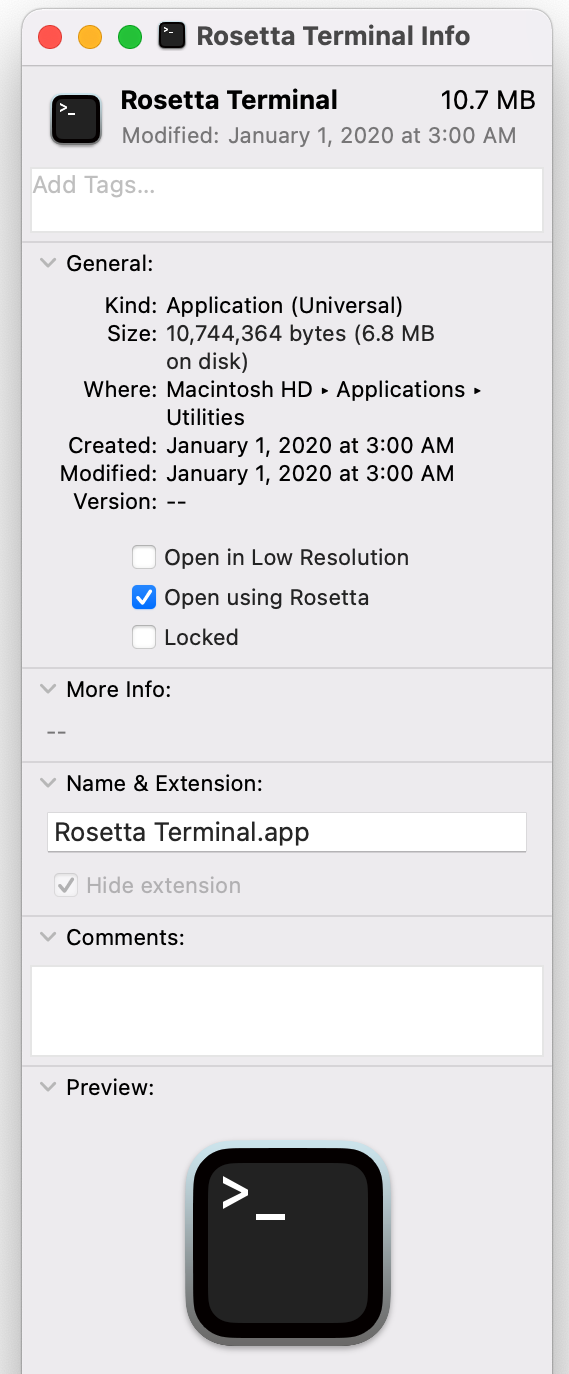 Rosetta Terminal Info
Rosetta Terminal 10.7 MB
Modified: January 1, 2020 at 3:00 AM
Add Tags...
General:
Kind: Application (Universal)
Size: 10,744,364 bytes (6.8 MB
on disk)
Where: Macintosh HD ▸ Applications ▸
Utilities
Created: January 1, 2020 at 3:00 AM
Modified: January 1, 2020 at 3:00 AM
Version: --
Open in Low Resolution
Open using Rosetta
Locked
More Info:
--
Name & Extension:
Rosetta Terminal.app
Hide extension
Comments:
Preview:
>_